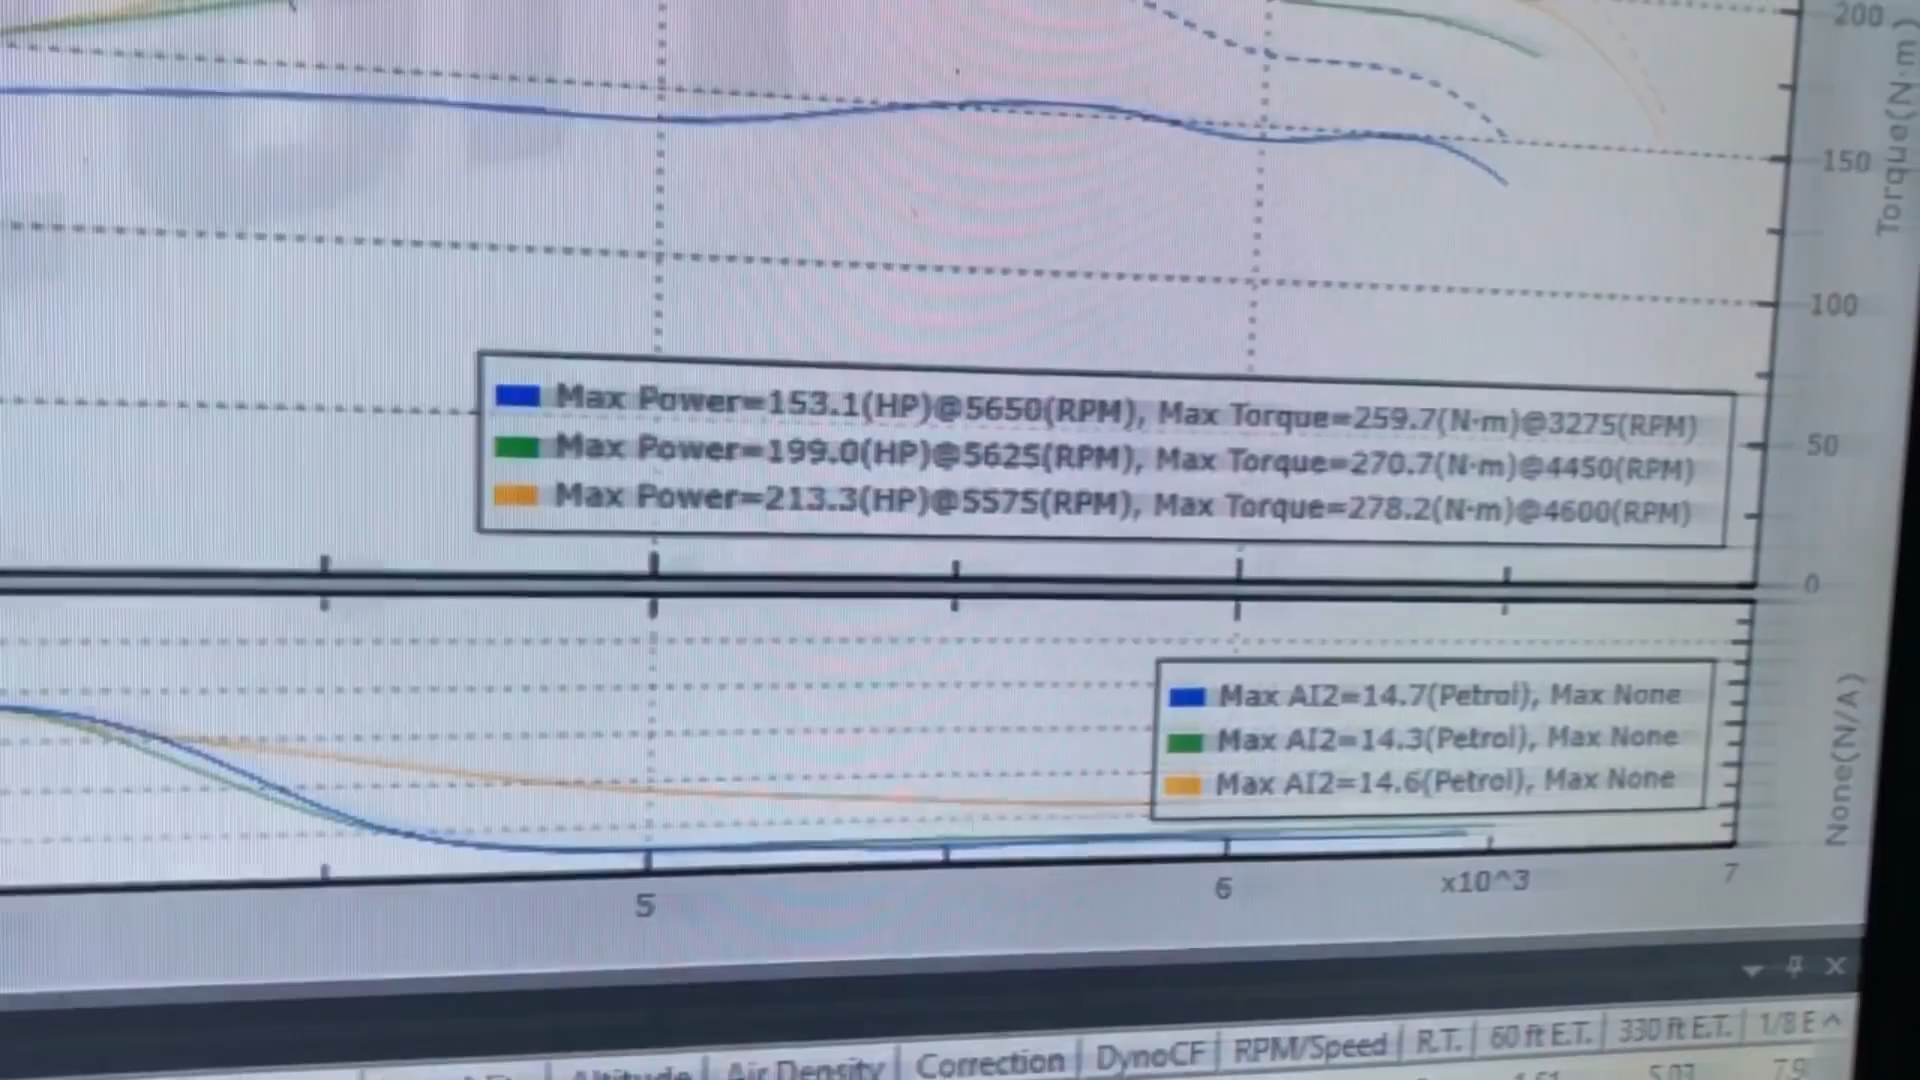 200
Torque(N·m)
150
100
50
0
Max Power=153.1(HP)@5650(RPM), Max Torque=259.7(N·m)@3275(RPM)
Max Power=199.0(HP)@5625(RPM), Max Torque=270.7(N·m)@4450(RPM)
Max Power=213.3(HP)@5575(RPM), Max Torque=278.2(N·m)@4600(RPM)
Max AI2=14.7(Petrol), Max None
Max AI2=14.3(Petrol), Max None
Max AI2=14.6(Petrol), Max None
None(N/A)
5 6 x10^3 7
Altitude Air Density Correction DynoCF RPM/Speed R.T. 60 ft E.T. 330 ft E.T. 1/8 E